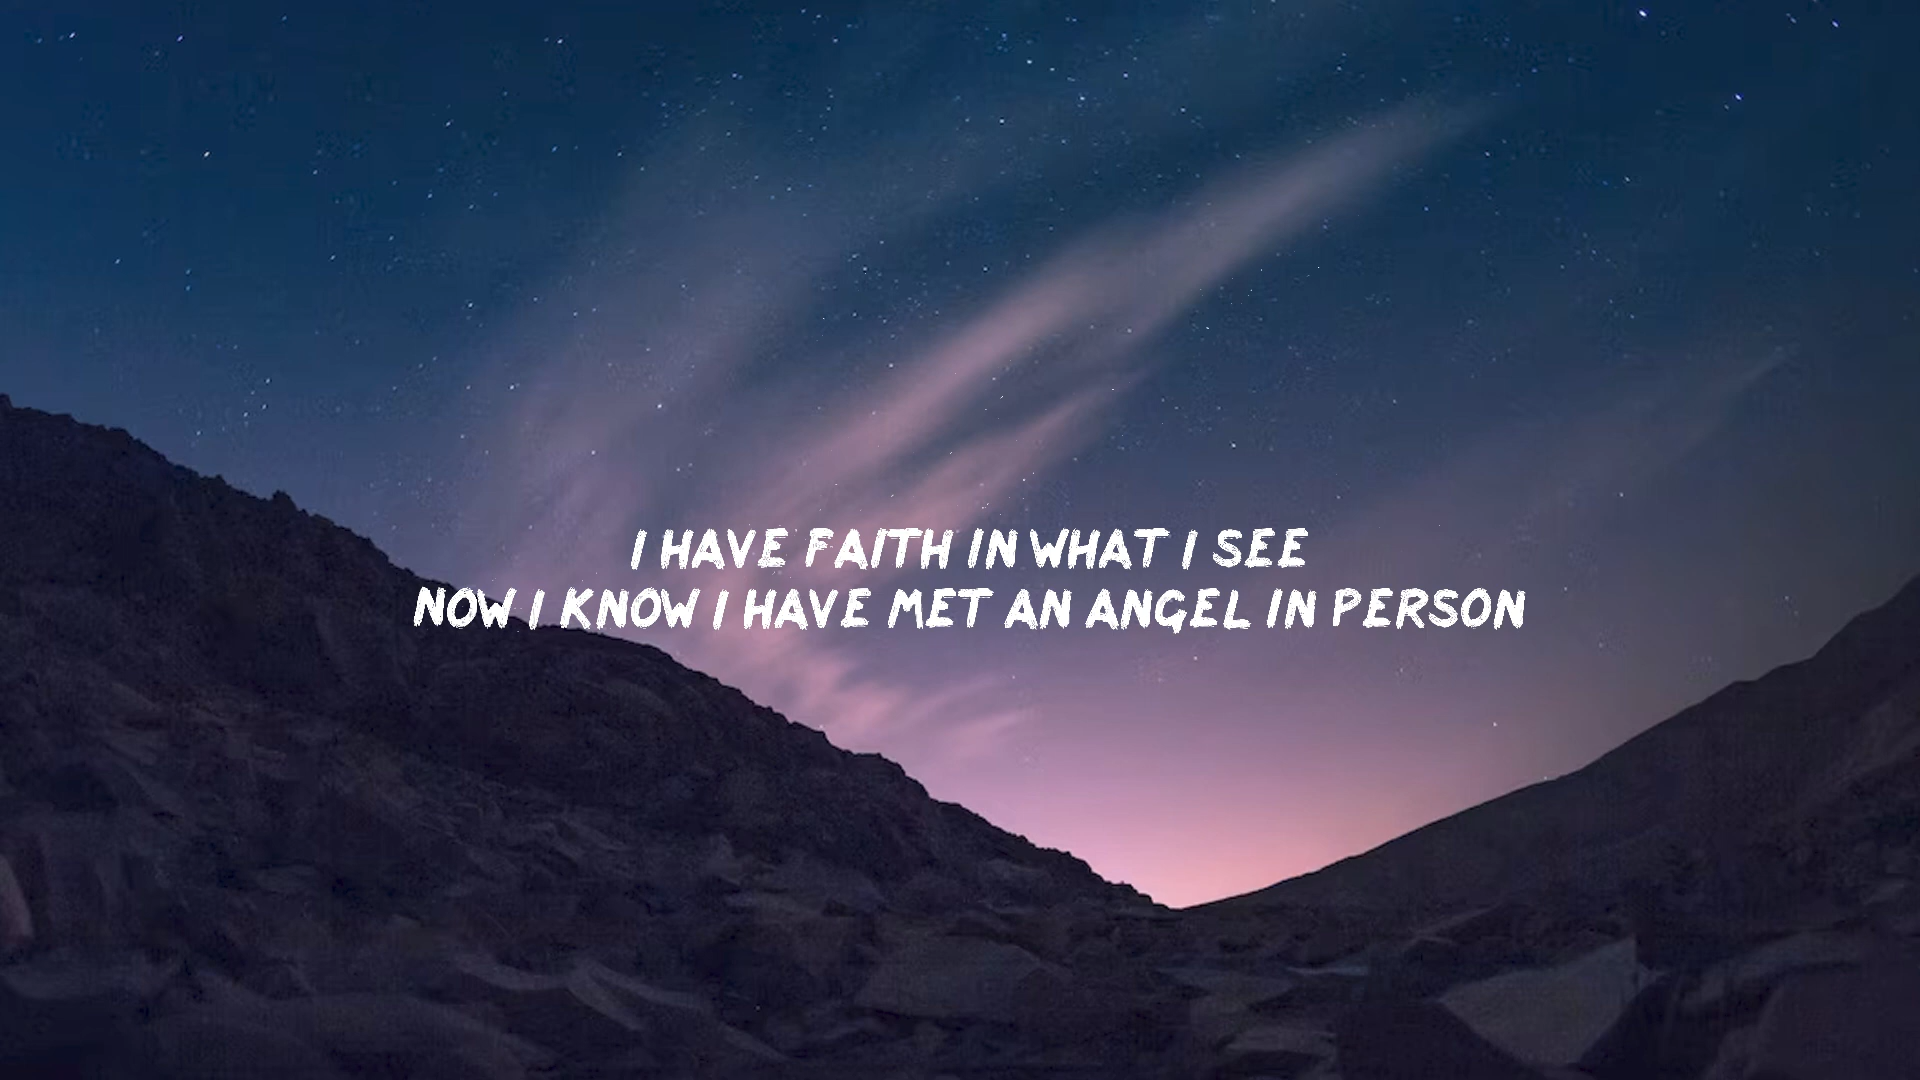 I HAVE FAITH IN WHAT I SEE
NOW I KNOW I HAVE MET AN ANGEL IN PERSON